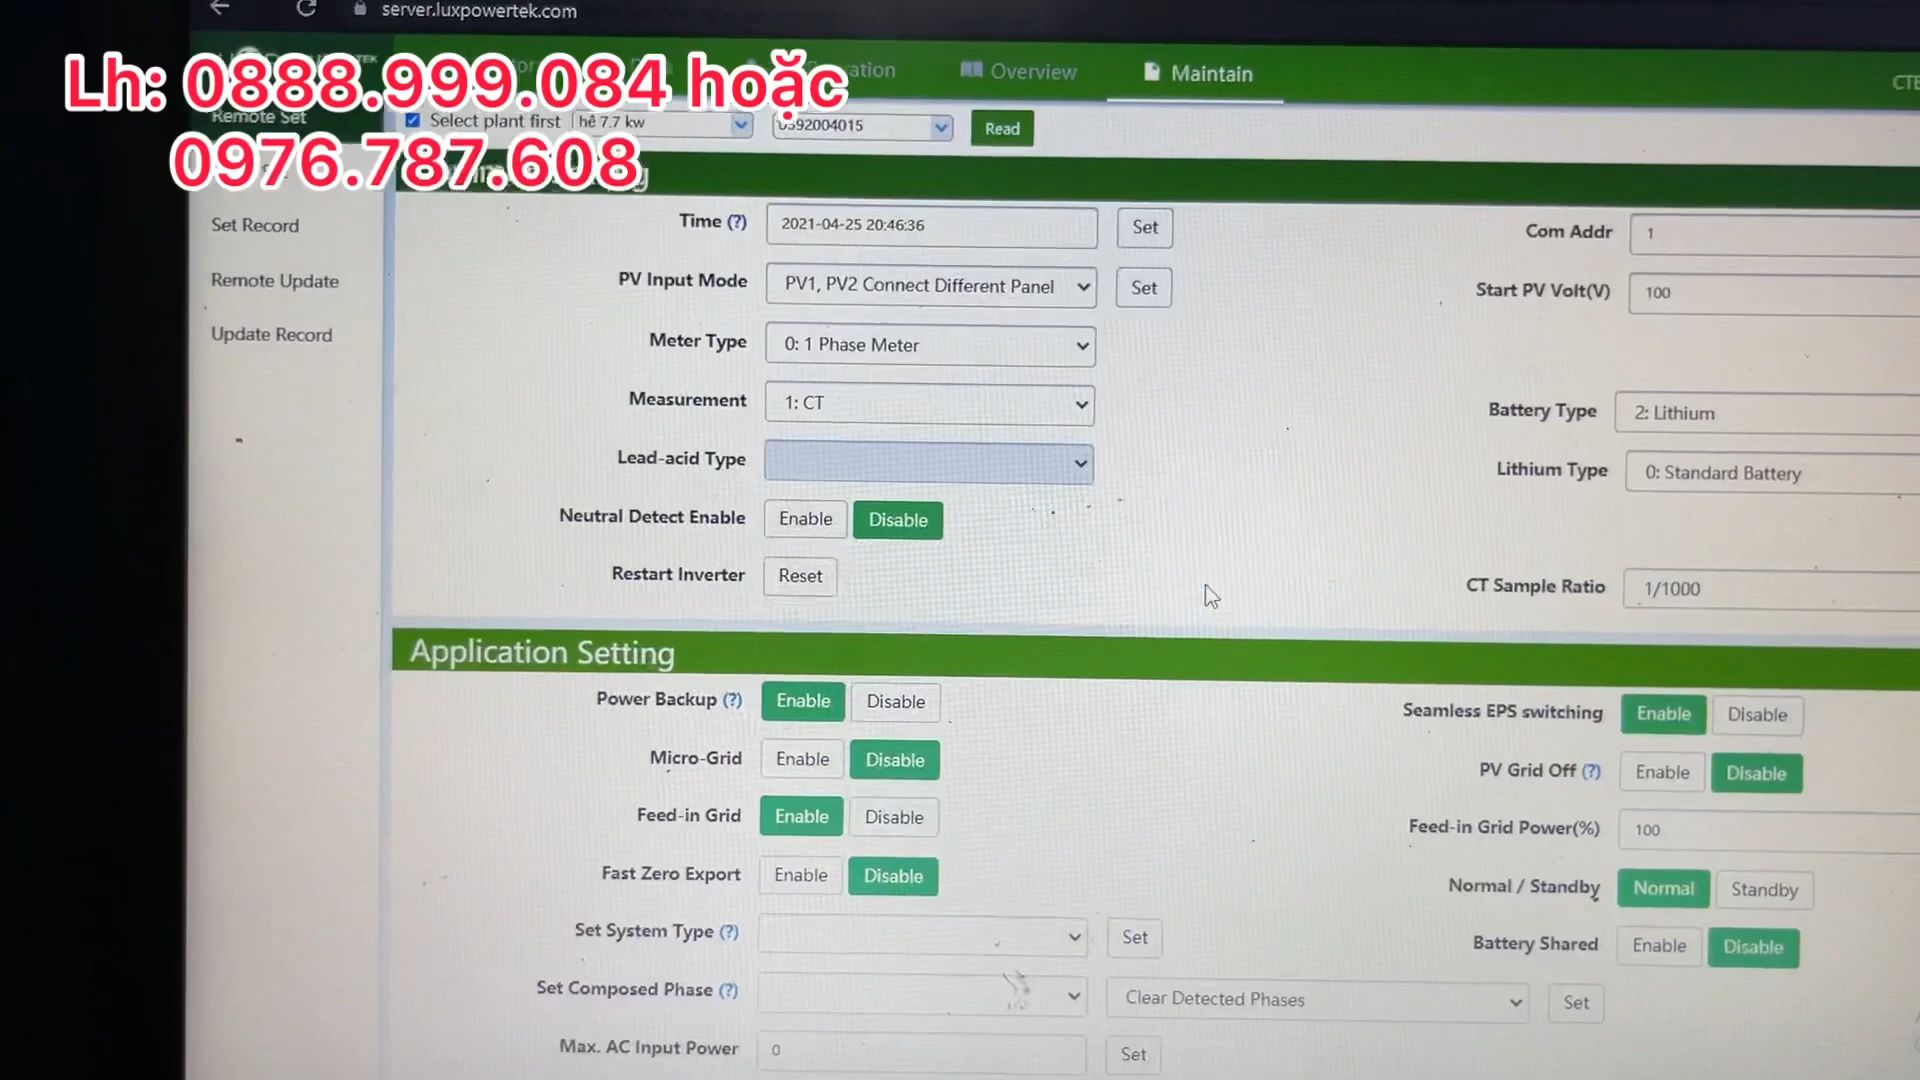 server.luxpowertek.com
Lh: 0888.999.084 hoặc
0976.787.608
Overview
Maintain
Remote Set
Select plant first
hê 7.7 kw
0592004015
Read
Set Record
Remote Update
Update Record
Time (?)
2021-04-25 20:46:36
Set
Com Addr
1
PV Input Mode
PV1, PV2 Connect Different Panel
Set
Start PV Volt(V)
100
Meter Type
0: 1 Phase Meter
Measurement
1: CT
Battery Type
2: Lithium
Lead-acid Type
Lithium Type
0: Standard Battery
Neutral Detect Enable
Enable
Disable
Restart Inverter
Reset
CT Sample Ratio
1/1000
Application Setting
Power Backup (?)
Enable
Disable
Seamless EPS switching
Enable
Disable
Micro-Grid
Enable
Disable
PV Grid Off (?)
Enable
Disable
Feed-in Grid
Enable
Disable
Feed-in Grid Power(%)
100
Fast Zero Export
Enable
Disable
Normal / Standby
Normal
Standby
Set System Type (?)
Set
Battery Shared
Enable
Disable
Set Composed Phase (?)
Clear Detected Phases
Set
Max. AC Input Power
0
Set